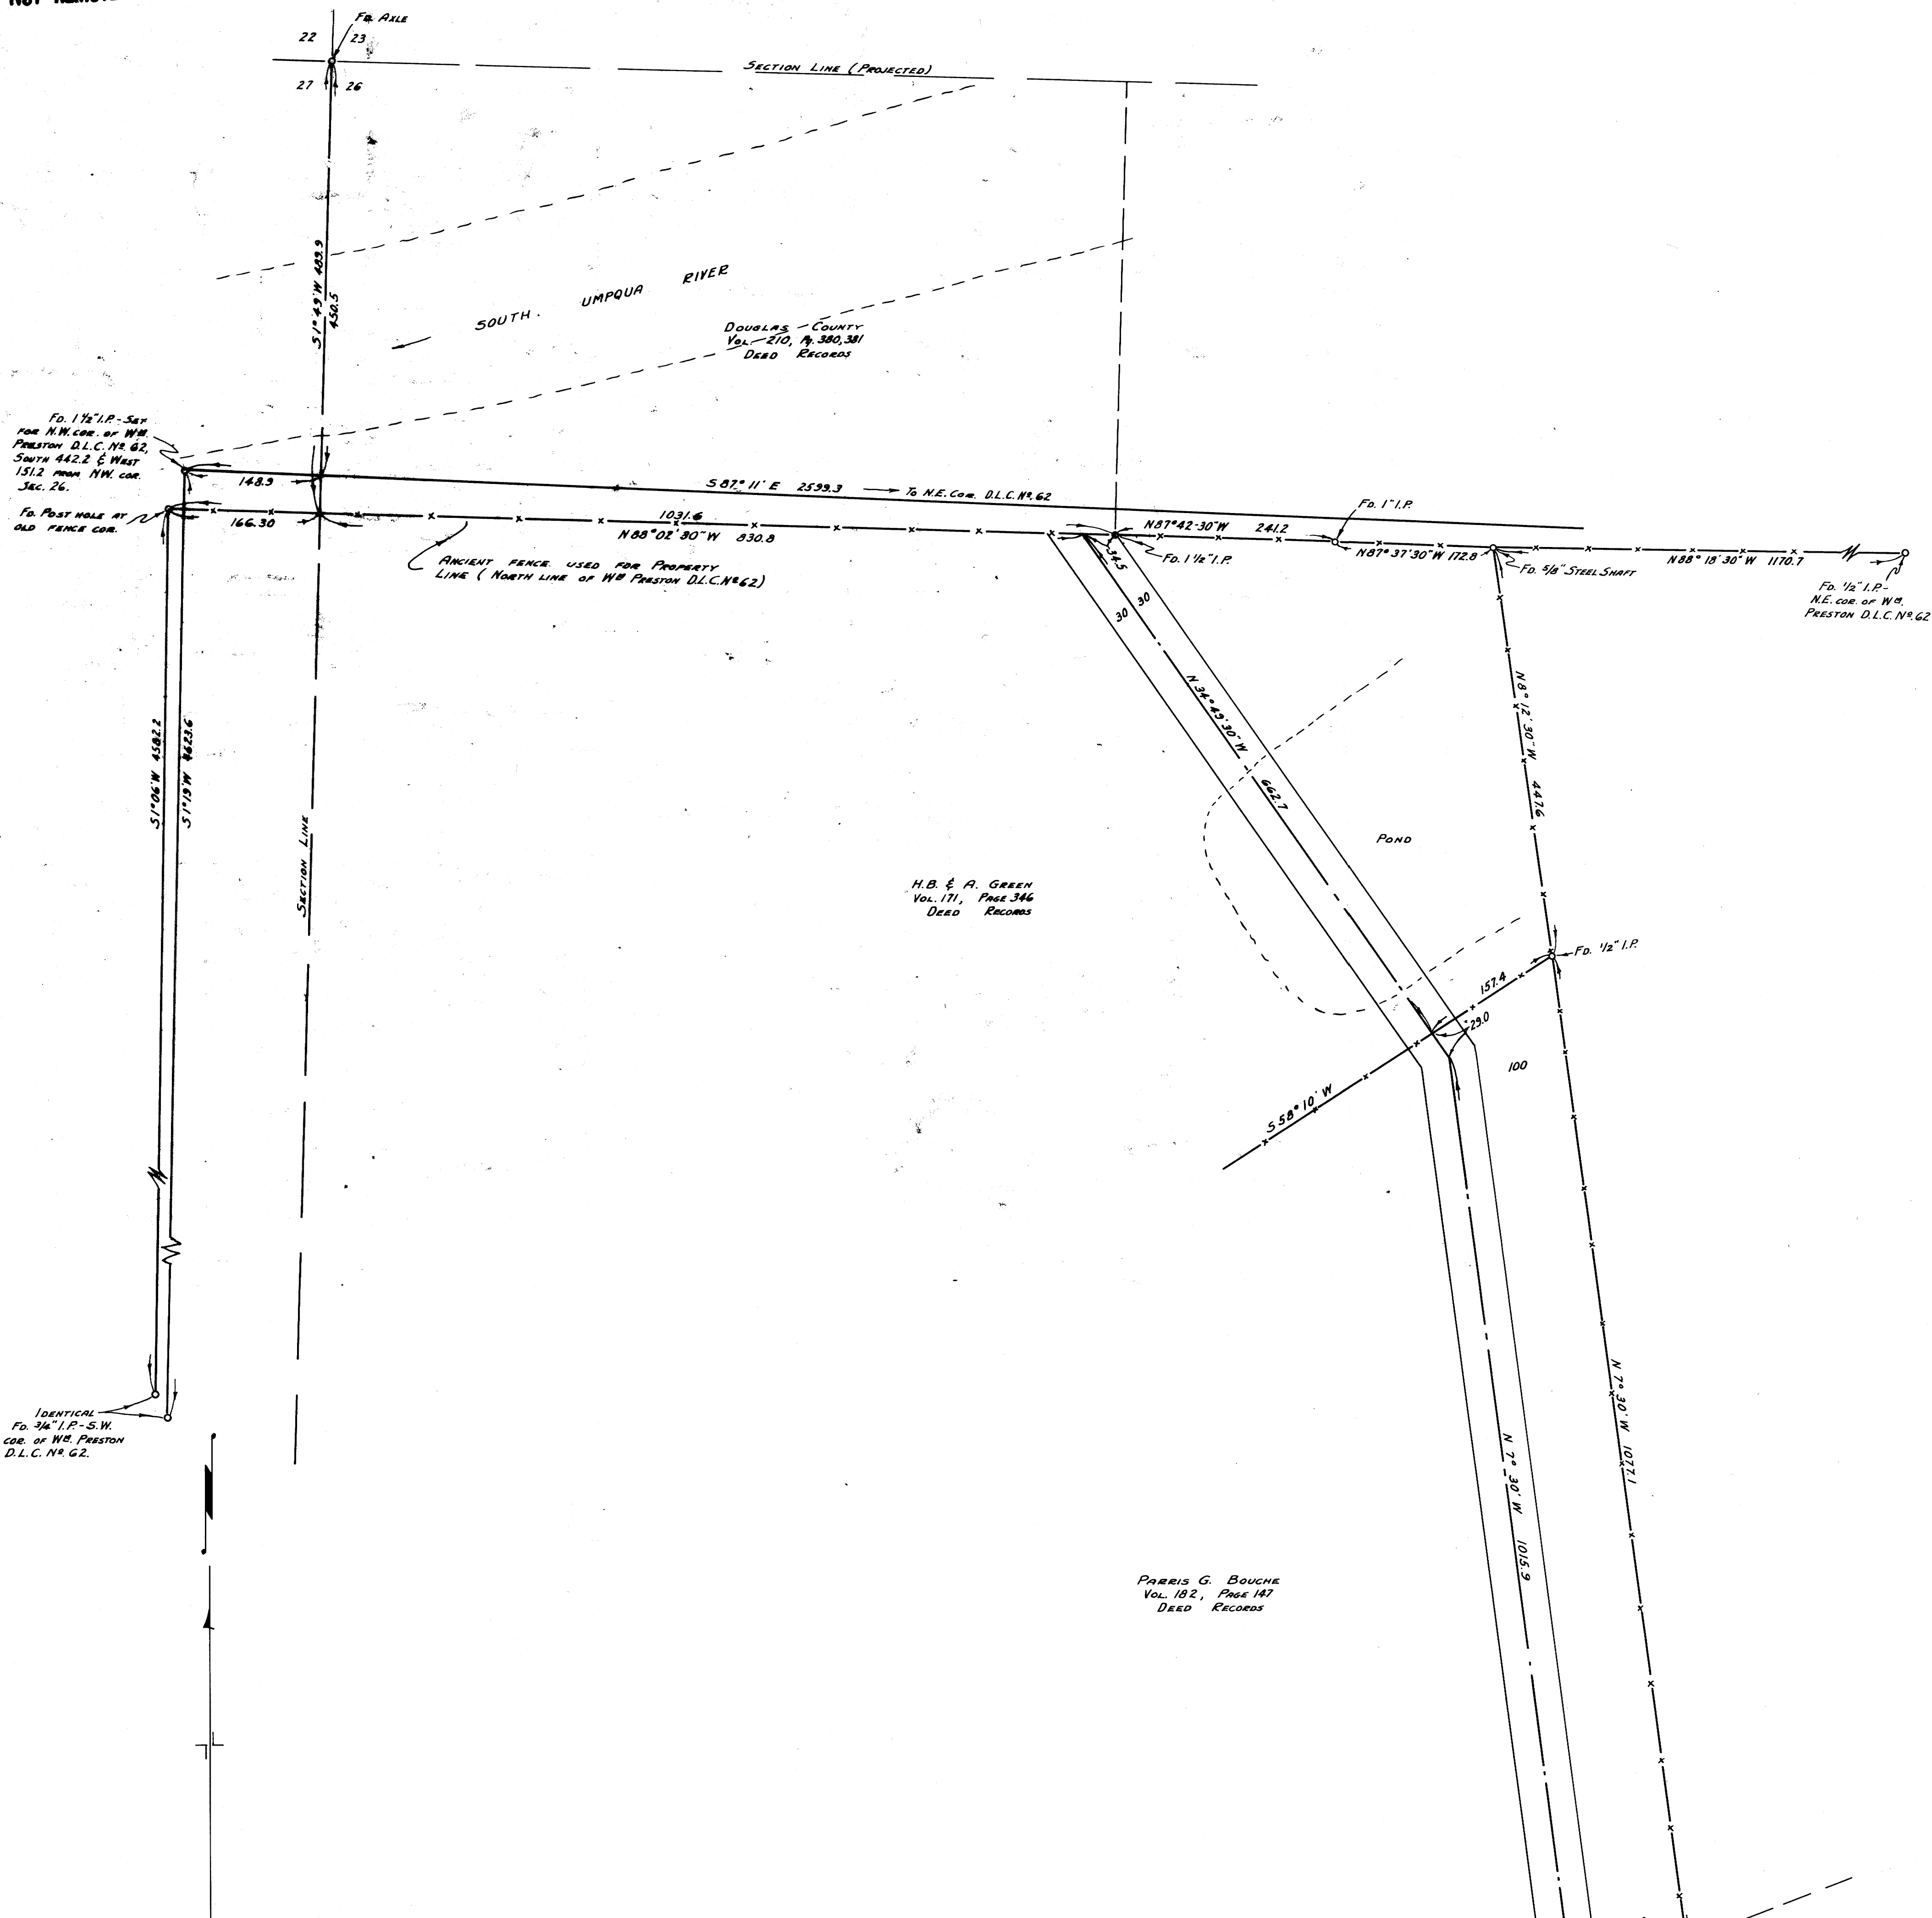 FD. AXLE
22 23
27 26
SECTION LINE (PROJECTED)
S 1° 49' W 489.9
450.5
SOUTH. UMPQUA RIVER
DOUGLAS COUNTY
VOL. 210, Pg. 380, 381
DEED RECORDS
FD. 1 1/2" I.P. - SET
FOR N.W. COR. OF WM.
PRESTON D.L.C. Nº 62,
SOUTH 442.2 & WEST
151.2 FROM NW. COR.
SEC. 26.
148.9
S 87° 11' E 2599.3 TO N.E. COR. D.L.C. Nº 62
FD. POST HOLE AT
OLD FENCE COR.
166.30
1031.6
N 88° 02' 30" W 830.8
ANCIENT FENCE USED FOR PROPERTY
LINE (NORTH LINE OF WM PRESTON D.L.C. Nº 62)
34.5
N 87° 42-30" W 241.2
FD. 1" I.P.
FD. 1 1/2" I.P.
N 87° 37' 30" W 172.8
FD. 5/8" STEEL SHAFT
N 88° 18' 30" W 1170.7
FD. 1/2" I.P. -
N.E. COR. OF WM.
PRESTON D.L.C. Nº 62
30 30
N 34° 49' 30" W 662.7
N 8° 12' 30" W 447.6
S 1° 06' W 4582.2
S 1° 19' W 4623.6
SECTION LINE
POND
H.B. & A. GREEN
VOL. 171, PAGE 346
DEED RECORDS
FD. 1/2" I.P.
157.4
29.0
100
S 58° 10' W
IDENTICAL
FD. 3/4" I.P. - S.W.
COR. OF WM. PRESTON
D.L.C. Nº 62.
N 7° 30' W 1015.9
N 7° 30' W 1077.1
PARRIS G. BOUCHE
VOL. 182, PAGE 147
DEED RECORDS